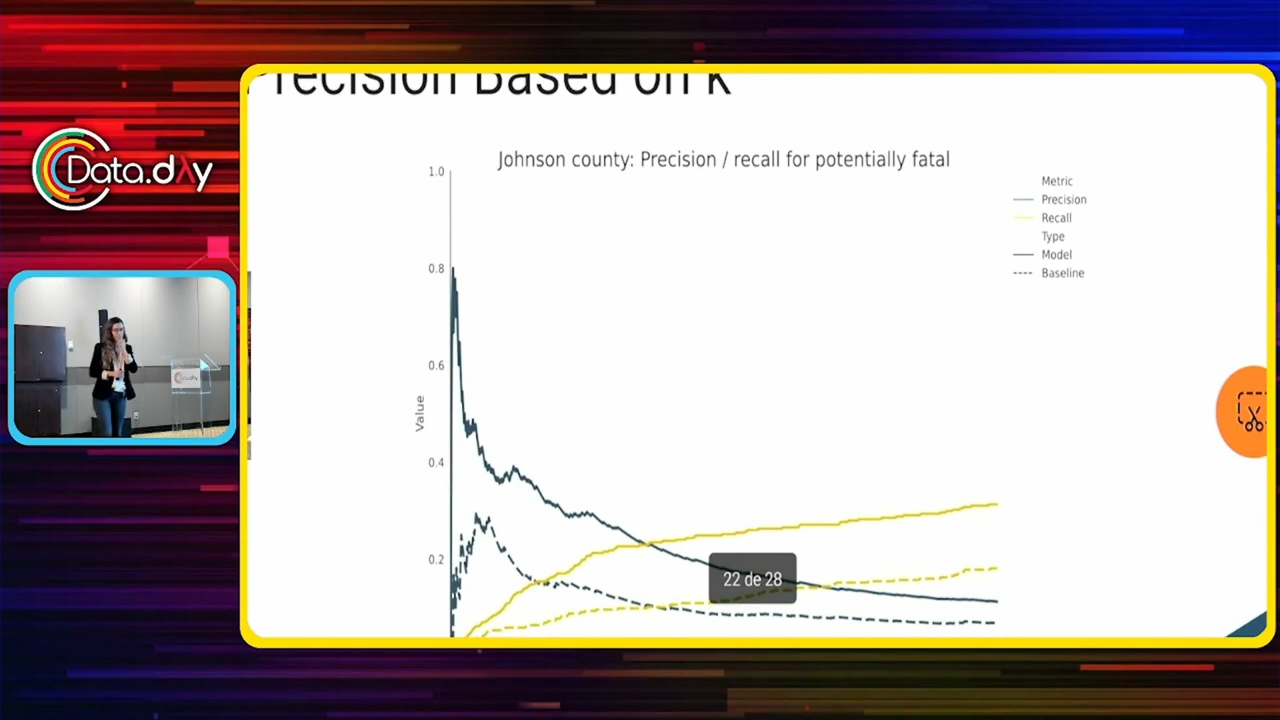 Precision Based on k
Data.dλy
Johnson county: Precision / recall for potentially fatal
1.0
0.8
0.6
0.4
0.2
Value
Metric
Precision
Recall
Type
Model
Baseline
22 de 28